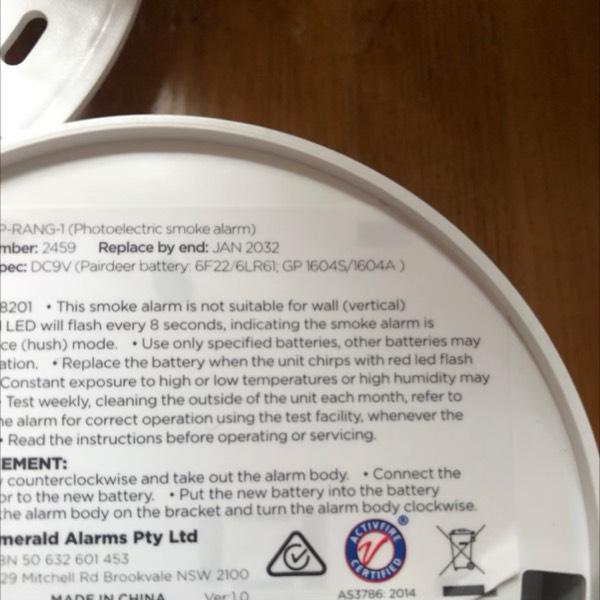 P-RANG-1 (Photoelectric smoke alarm)
mber: 2459 Replace by end: JAN 2032
pec: DC9V (Pairdeer battery: 6F22/6LR61; GP 1604S/1604A )
8201 • This smoke alarm is not suitable for wall (vertical)
LED will flash every 8 seconds, indicating the smoke alarm is
ce (hush) mode. • Use only specified batteries, other batteries may
ation. • Replace the battery when the unit chirps with red led flash
Constant exposure to high or low temperatures or high humidity may
• Test weekly, cleaning the outside of the unit each month, refer to
he alarm for correct operation using the test facility, whenever the
• Read the instructions before operating or servicing.
EMENT:
y counterclockwise and take out the alarm body. • Connect the
or to the new battery. • Put the new battery into the battery
the alarm body on the bracket and turn the alarm body clockwise.
merald Alarms Pty Ltd
BN 50 632 601 453
29 Mitchell Rd Brookvale NSW 2100
MADE IN CHINA Ver:1.0
ACTIVFIRE
®
CERTIFIED
AS3786: 2014